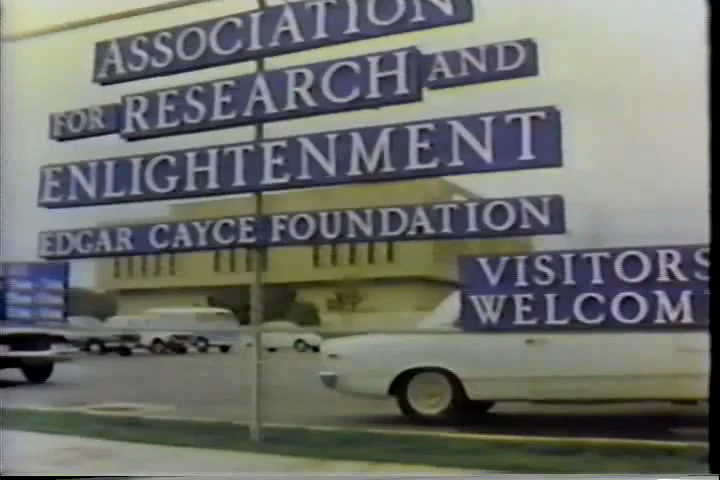 ASSOCIATION
FOR RESEARCH AND
ENLIGHTENMENT
EDGAR CAYCE FOUNDATION
VISITORS
WELCOM